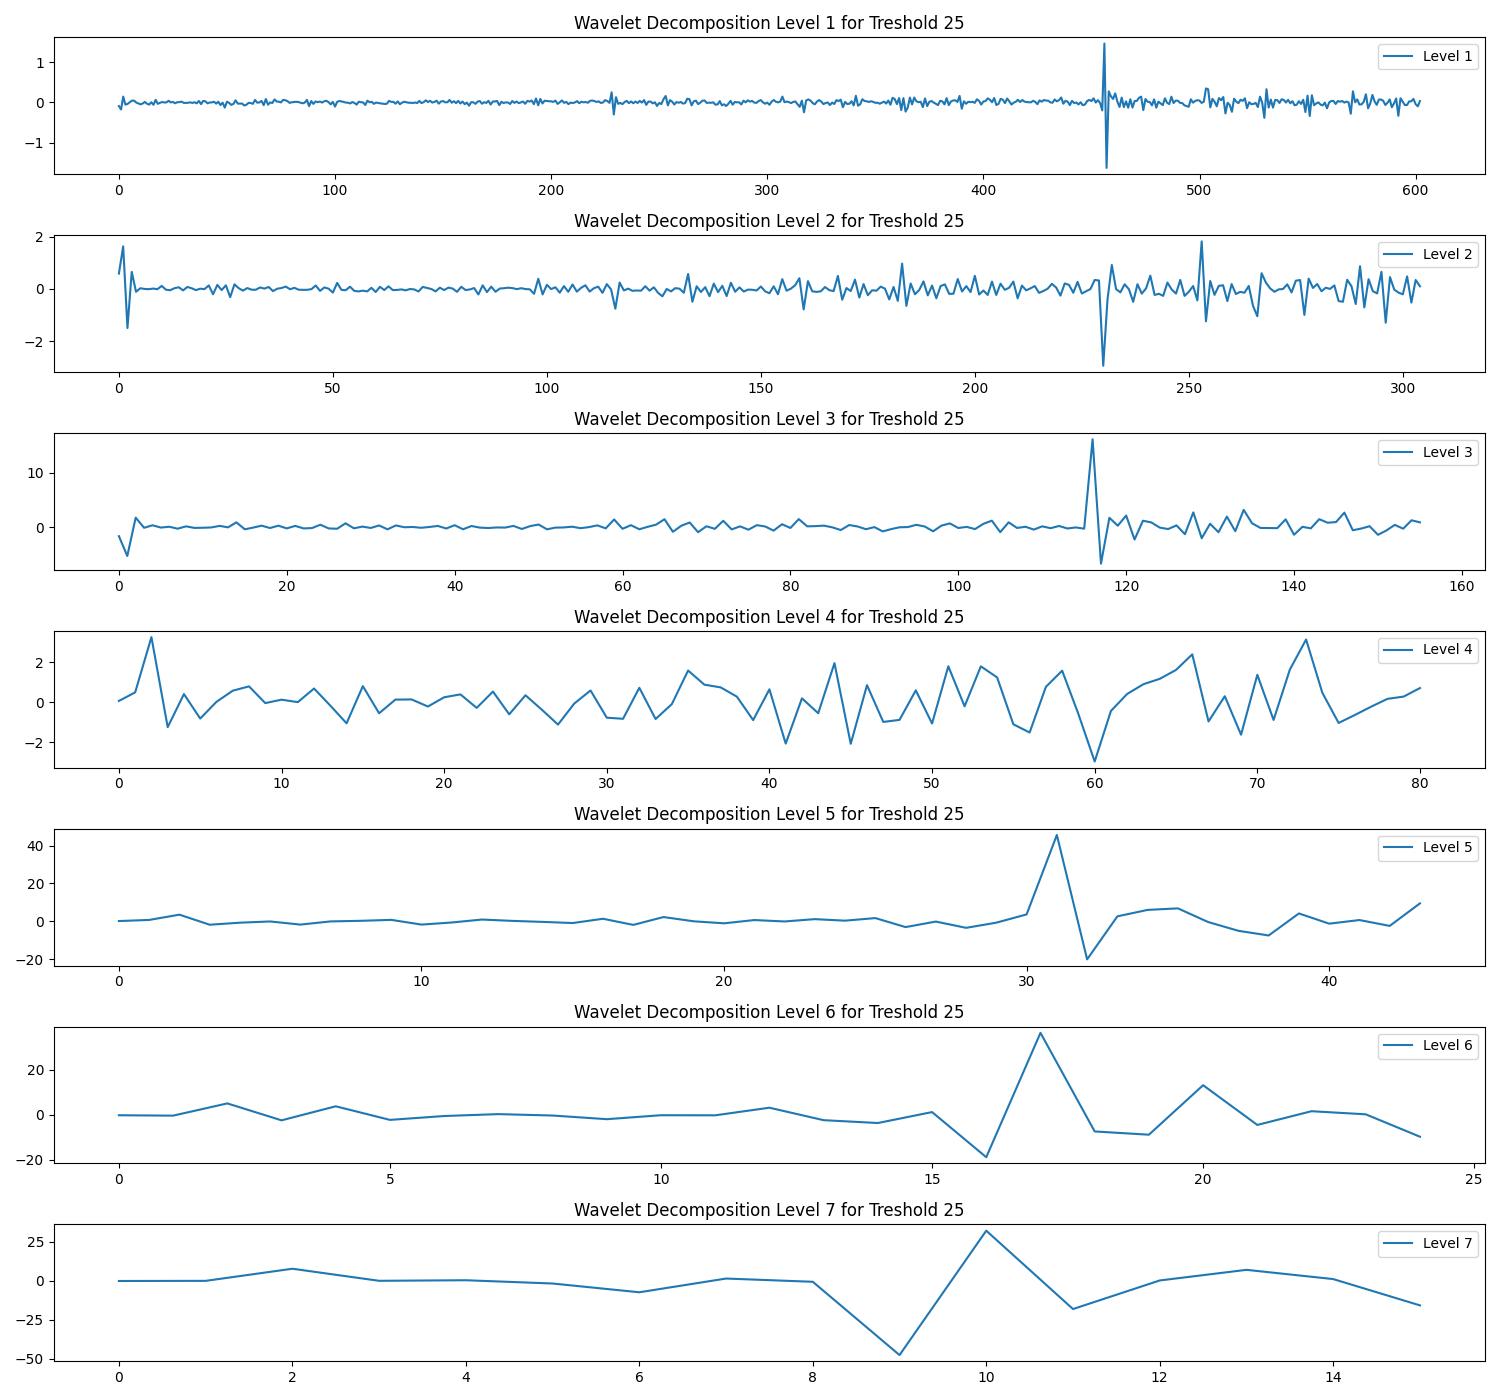 Wavelet Decomposition Level 1 for Treshold 25
1
0
−1
Level 1
0 100 200 300 400 500 600
Wavelet Decomposition Level 2 for Treshold 25
2
0
−2
Level 2
0 50 100 150 200 250 300
Wavelet Decomposition Level 3 for Treshold 25
10
0
Level 3
0 20 40 60 80 100 120 140 160
Wavelet Decomposition Level 4 for Treshold 25
2
0
−2
Level 4
0 10 20 30 40 50 60 70 80
Wavelet Decomposition Level 5 for Treshold 25
40
20
0
−20
Level 5
0 10 20 30 40
Wavelet Decomposition Level 6 for Treshold 25
20
0
−20
Level 6
0 5 10 15 20 25
Wavelet Decomposition Level 7 for Treshold 25
25
0
−25
−50
Level 7
0 2 4 6 8 10 12 14